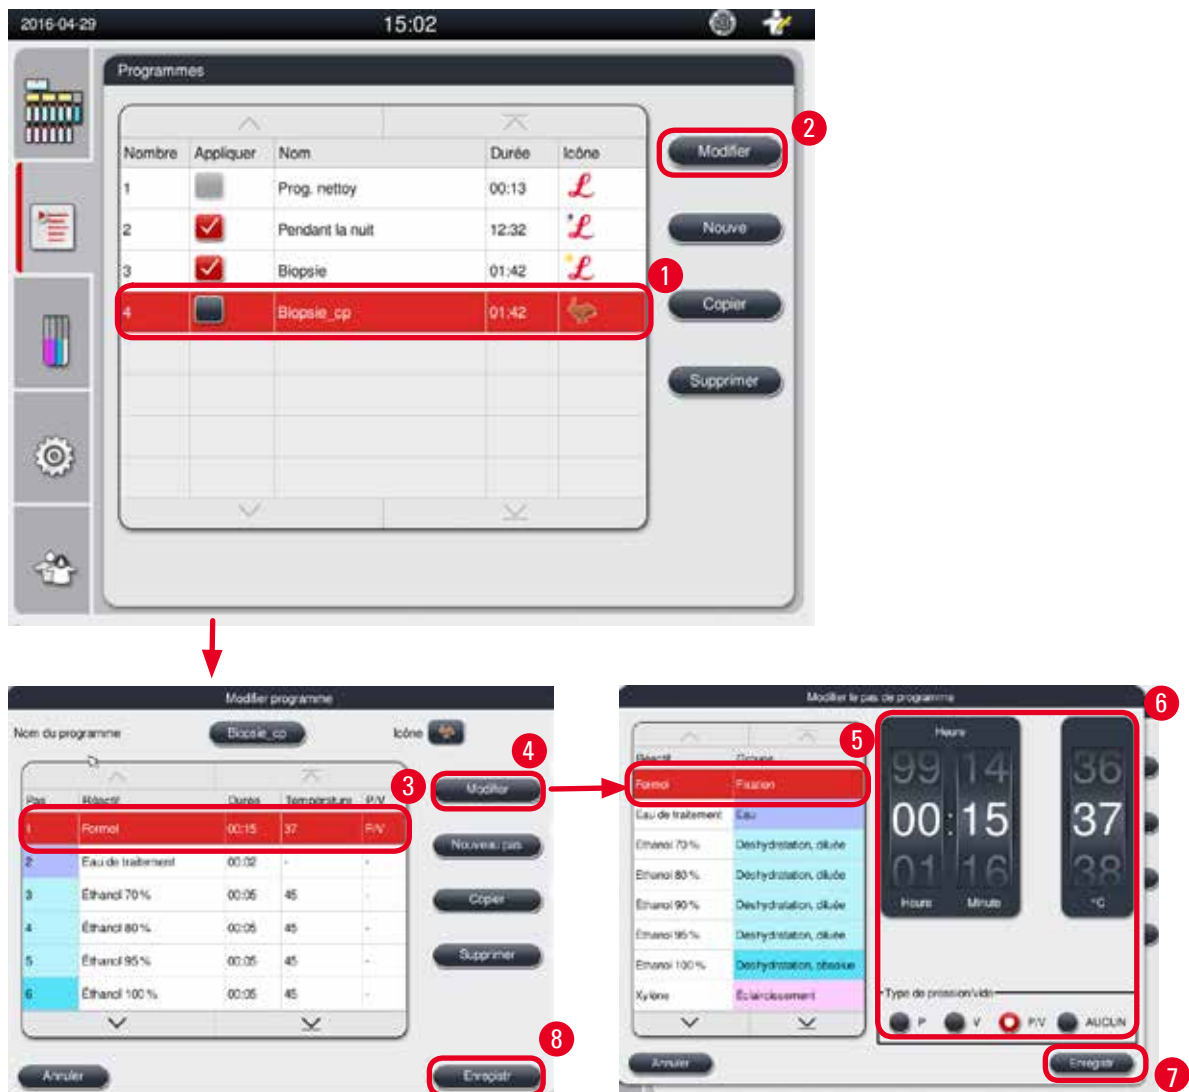 2016-04-29 15:02
Programmes
2
Nombre Appliquer Nom Durée Icône
Modifier
1 Prog. nettoy 00:13
2 Pendant la nuit 12:32
Nouve
3 Biopsie 01:42
1
4 Biopsie_cp 01:42
Copier
Supprimer
Modifier programme
Nom du programme Biopsie_cp Icône
4
3
Modifier
Pas Réactif Durée Température P/V
1 Formol 00:15 37 P/V
Nouveau pas
2 Eau de traitement 00:02 - -
3 Éthanol 70 % 00:05 45 -
Copier
4 Éthanol 80 % 00:05 45 -
5 Éthanol 95 % 00:05 45 -
Supprimer
6 Éthanol 100 % 00:05 45 -
8
Annuler Enregistr
Modifier le pas de programme
6
5
Réactif Groupe
Formol Fixation
Eau de traitement Eau
Éthanol 70 % Déshydratation, diluée
Éthanol 80 % Déshydratation, diluée
Éthanol 90 % Déshydratation, diluée
Éthanol 95 % Déshydratation, diluée
Éthanol 100 % Déshydratation, absolue
Xylène Éclaircissement
Heure
99 14 36
00:15 37
01 16 38
Heure Minute °C
Type de pression/vide
P V P/V AUCUN
Annuler Enregistr
7